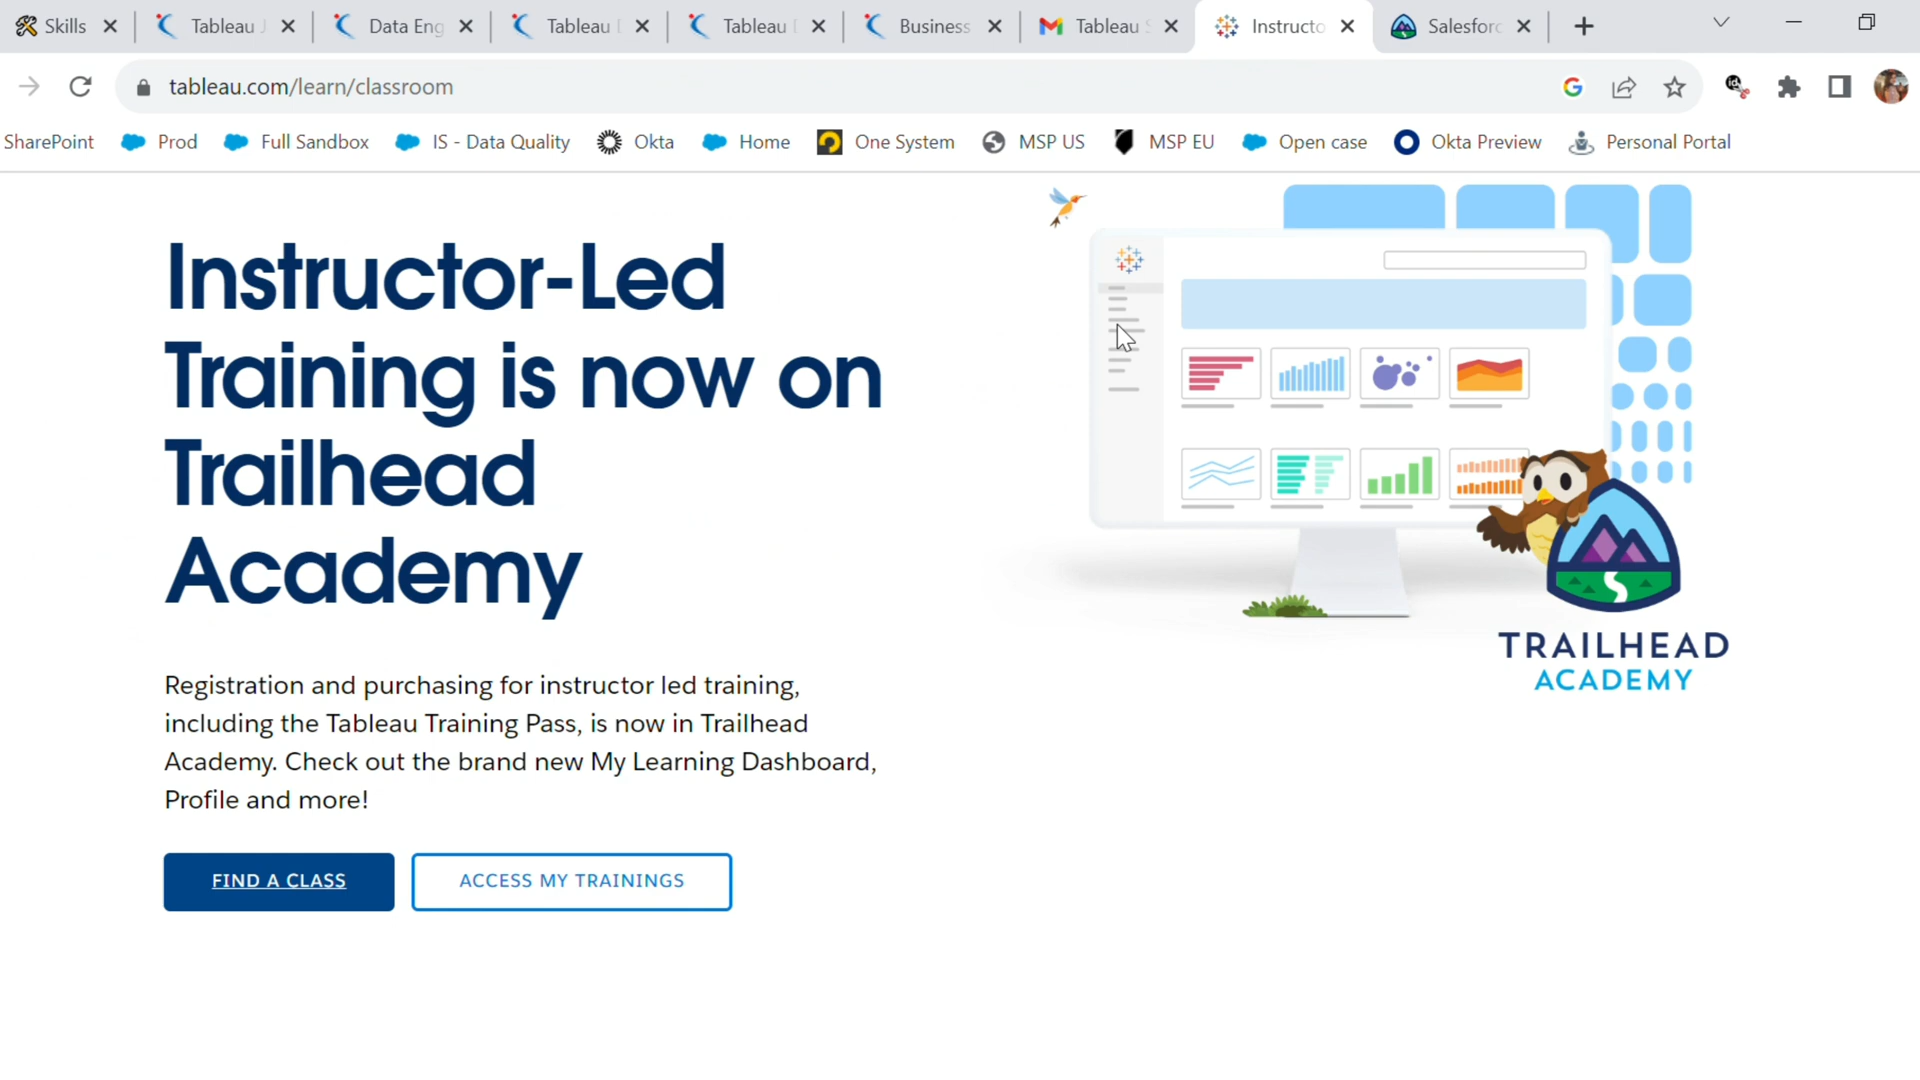 Skills
Tableau J
Data Eng
Tableau D
Tableau D
Business
Tableau S
Instructo
Salesforc
tableau.com/learn/classroom
SharePoint
Prod
Full Sandbox
IS - Data Quality
Okta
Home
One System
MSP US
MSP EU
Open case
Okta Preview
Personal Portal
Instructor-Led
Training is now on
Trailhead
Academy
Registration and purchasing for instructor led training,
including the Tableau Training Pass, is now in Trailhead
Academy. Check out the brand new My Learning Dashboard,
Profile and more!
FIND A CLASS
ACCESS MY TRAININGS
TRAILHEAD
ACADEMY